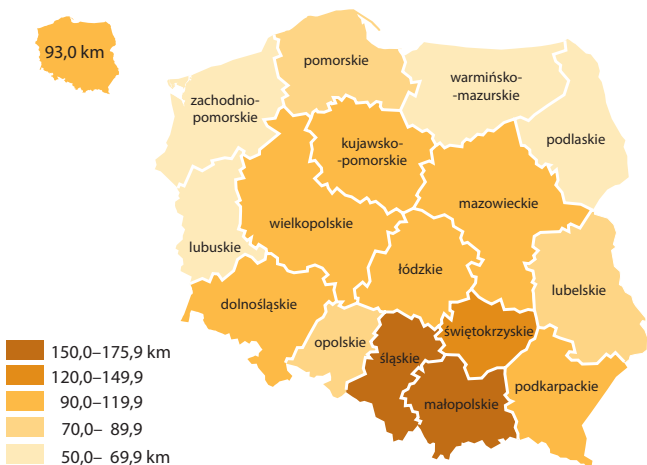 93,0 km
pomorskie
warmińsko-
-mazurskie
zachodnio-
pomorskie
podlaskie
kujawsko-
-pomorskie
mazowieckie
wielkopolskie
lubuskie
łódzkie
lubelskie
dolnośląskie
opolskie
świętokrzyskie
śląskie
podkarpackie
małopolskie
150,0–175,9 km
120,0–149,9
90,0–119,9
70,0– 89,9
50,0– 69,9 km